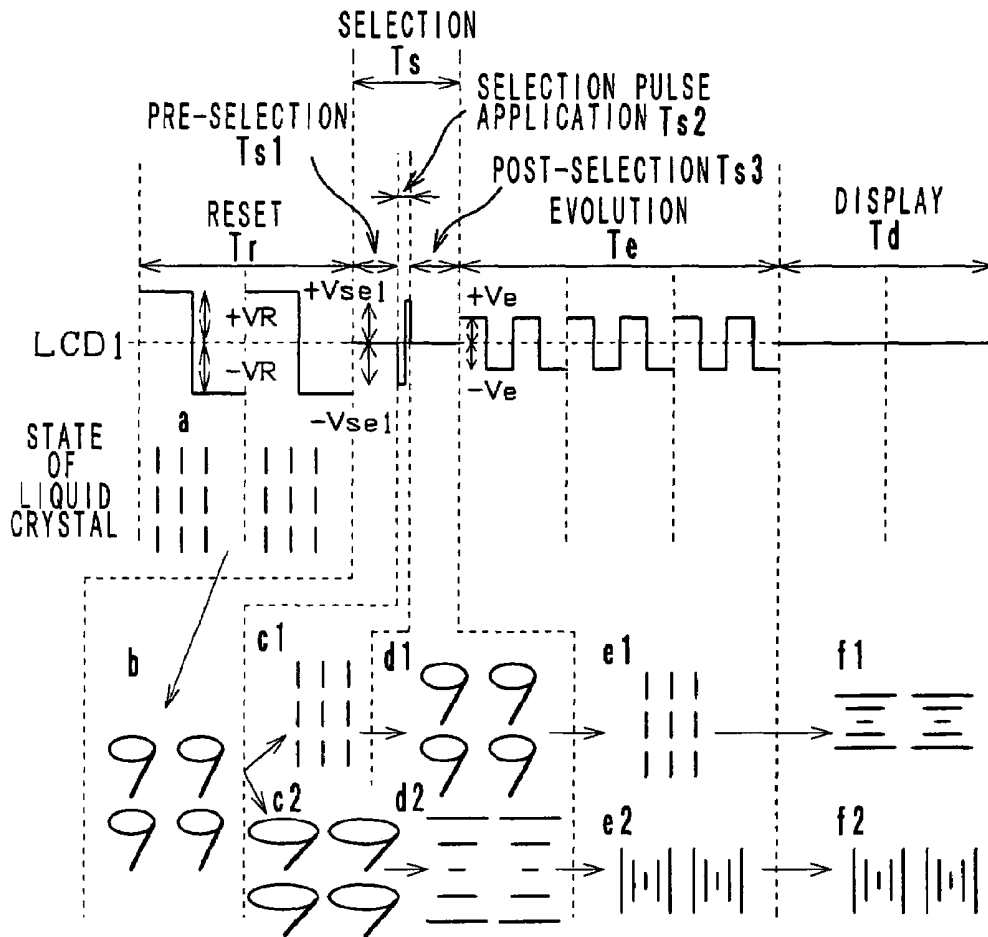 SELECTION
Ts
SELECTION PULSE
APPLICATION Ts2
PRE-SELECTION
Ts1
POST-SELECTION Ts3
RESET
Tr
EVOLUTION
Te
DISPLAY
Td
+Vsel
+Ve
+VR
LCD1
-VR
-Ve
-Vsel
a
STATE
OF
LIQUID
CRYSTAL
b
c1
d1
e1
f1
c2
d2
e2
f2